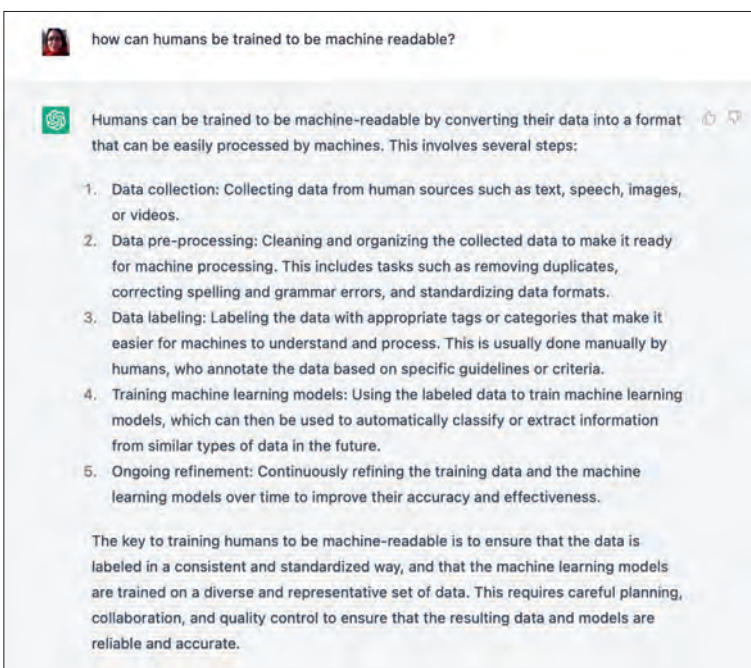 how can humans be trained to be machine readable?
Humans can be trained to be machine-readable by converting their data into a format
that can be easily processed by machines. This involves several steps:
1. Data collection: Collecting data from human sources such as text, speech, images,
or videos.
2. Data pre-processing: Cleaning and organizing the collected data to make it ready
for machine processing. This includes tasks such as removing duplicates,
correcting spelling and grammar errors, and standardizing data formats.
3. Data labeling: Labeling the data with appropriate tags or categories that make it
easier for machines to understand and process. This is usually done manually by
humans, who annotate the data based on specific guidelines or criteria.
4. Training machine learning models: Using the labeled data to train machine learning
models, which can then be used to automatically classify or extract information
from similar types of data in the future.
5. Ongoing refinement: Continuously refining the training data and the machine
learning models over time to improve their accuracy and effectiveness.
The key to training humans to be machine-readable is to ensure that the data is
labeled in a consistent and standardized way, and that the machine learning models
are trained on a diverse and representative set of data. This requires careful planning,
collaboration, and quality control to ensure that the resulting data and models are
reliable and accurate.